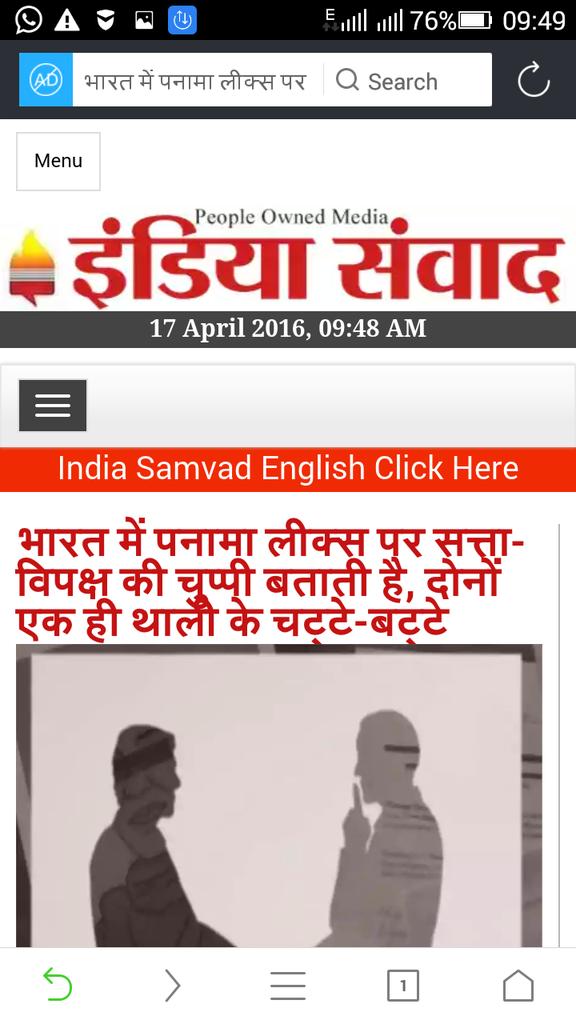 E 76% 09:49
AD भारत में पनामा लीक्स पर Search
Menu
People Owned Media
इंडिया संवाद
17 April 2016, 09:48 AM
India Samvad English Click Here
भारत में पनामा लीक्स पर सत्ता-
विपक्ष की चुप्पी बताती है, दोनों
एक ही थाली के चट्टे-बट्टे
1